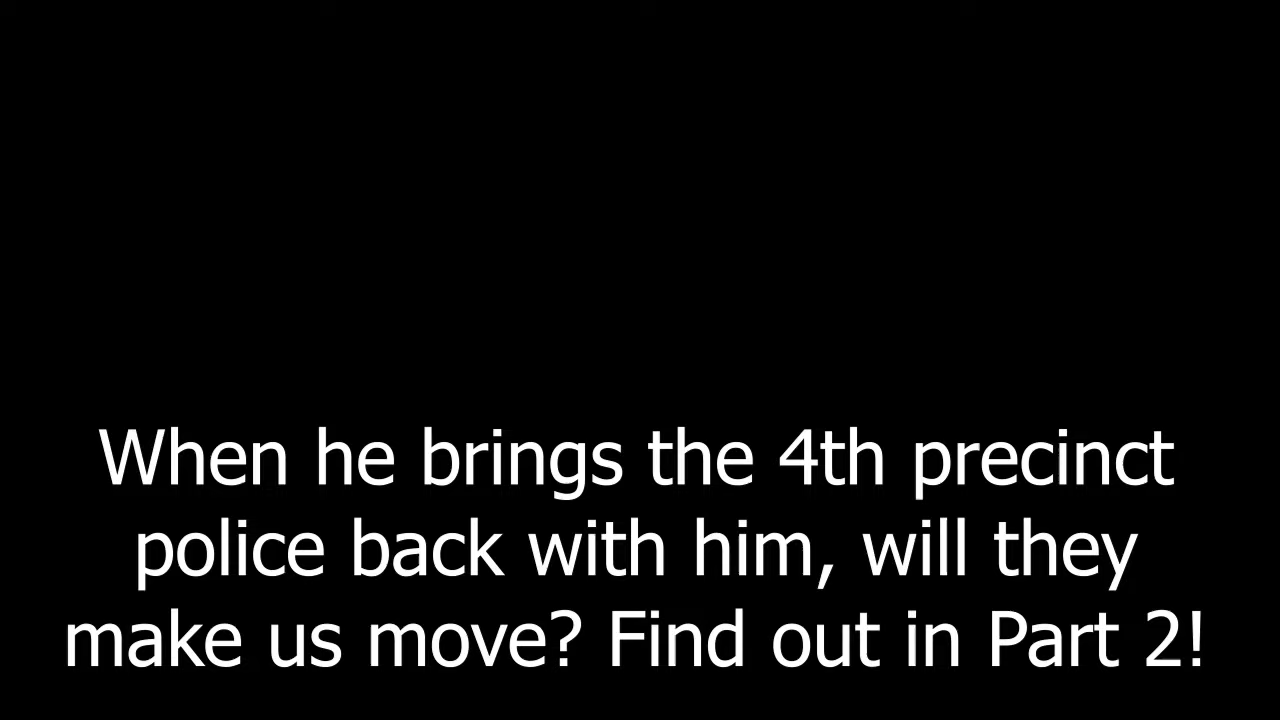 When he brings the 4th precinct
police back with him, will they
make us move? Find out in Part 2!